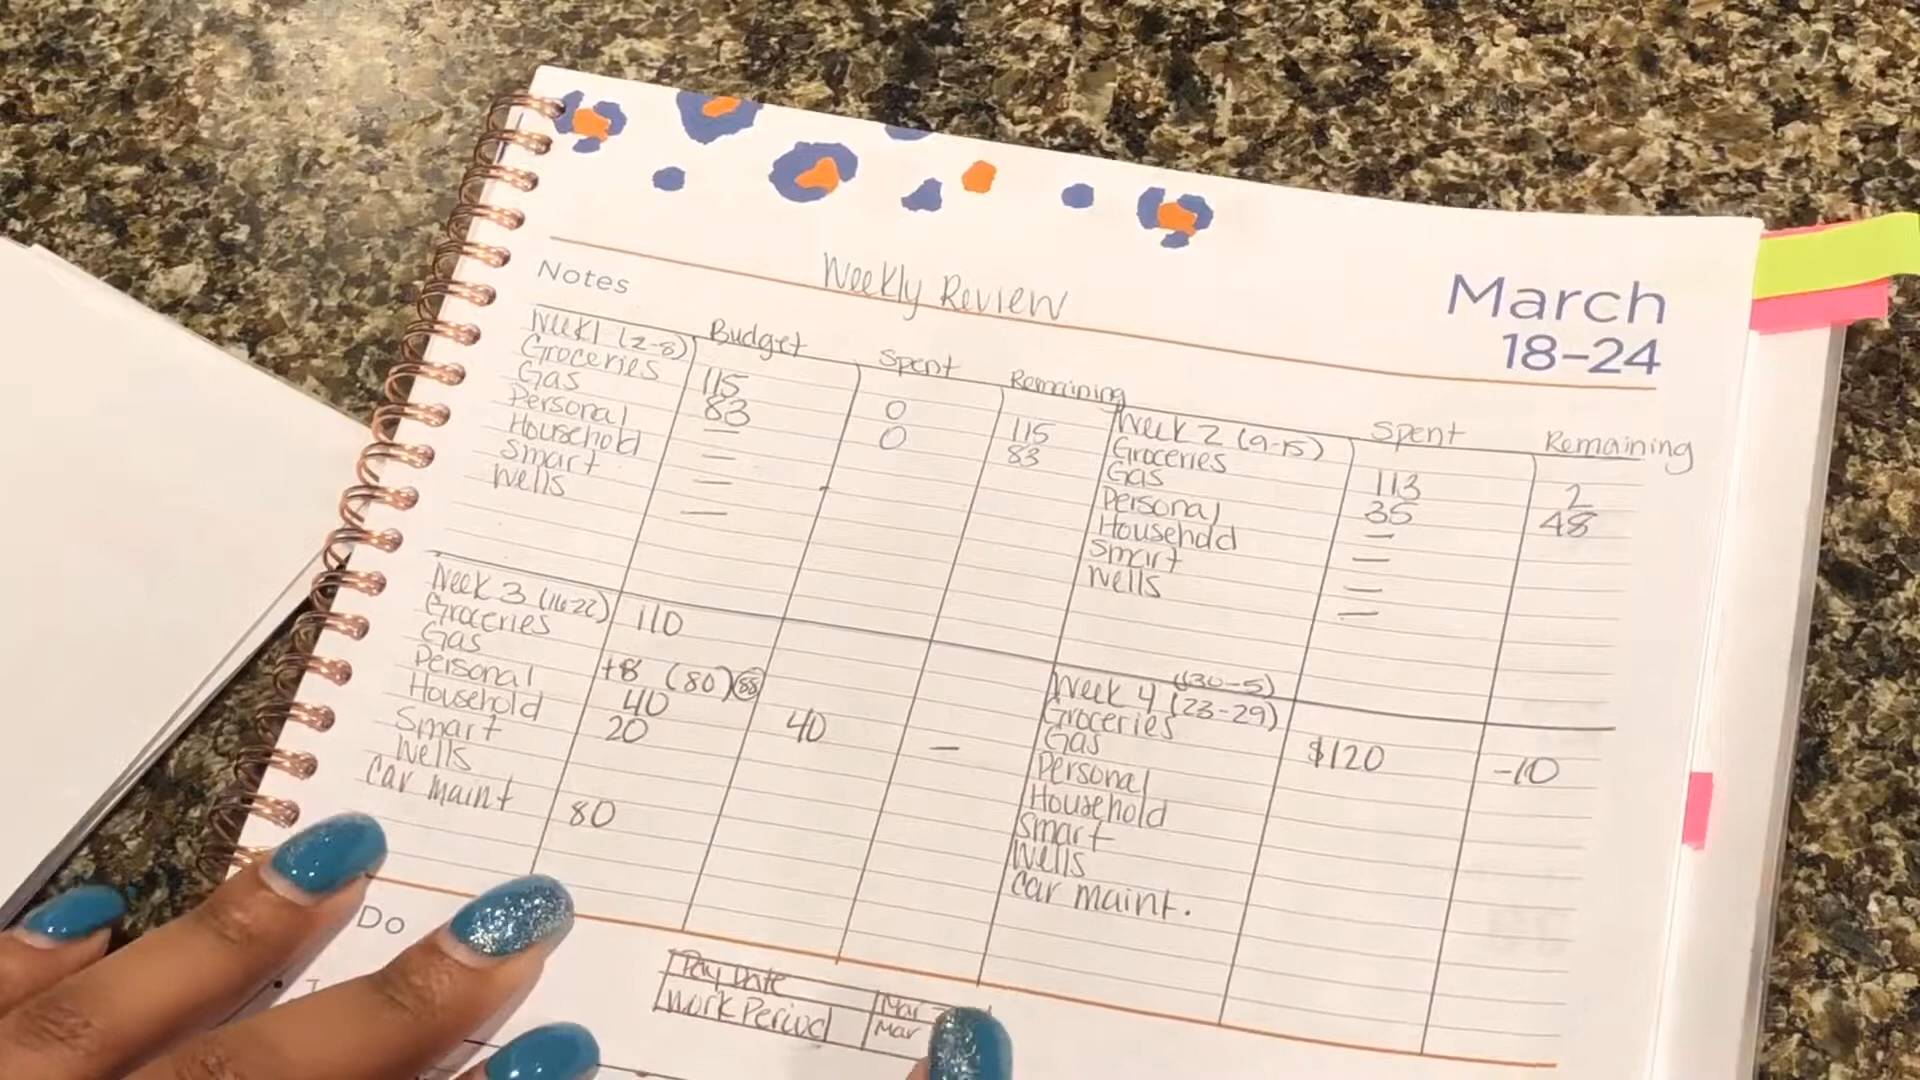 Notes
Weekly Review
March
18–24
Week 1 (2-8) Budget Spent Remaining
Groceries 115 0 115
Gas 83 0 83
Personal —
Household —
Smart —
Wells —
Week 2 (9-15) Spent Remaining
Groceries 113 2
Gas 35 48
Personal —
Household —
Smart —
Wells
Week 3 (16-22)
Groceries 110
Gas
Personal +8 (80) (88)
Household 40 40 —
Smart 20
Wells
Car maint 80
(30-5)
Week 4 (23-29)
Groceries $120 -10
Gas
Personal
Household
Smart
Wells
Car maint.
Do
Pay Date Mar
Work Period Mar